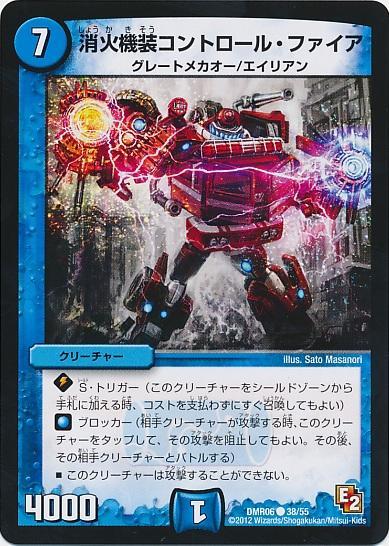 7
しょうかきそう
消火機装コントロール・ファイア
グレートメカオー/エイリアン
クリーチャー
illus. Sato Masanori
S・トリガー（このクリーチャーをシールドゾーンから
手札に加える時、コストを支払わずにすぐ召喚してもよい）
ブロッカー（相手クリーチャーが攻撃する時、このクリー
チャーをタップして、その攻撃を阻止してもよい。その後、
その相手クリーチャーとバトルする）
■ このクリーチャーは攻撃することができない。
4000
1
E2
DMR06 38/55
©2012 Wizards/Shogakukan/Mitsui-Kids